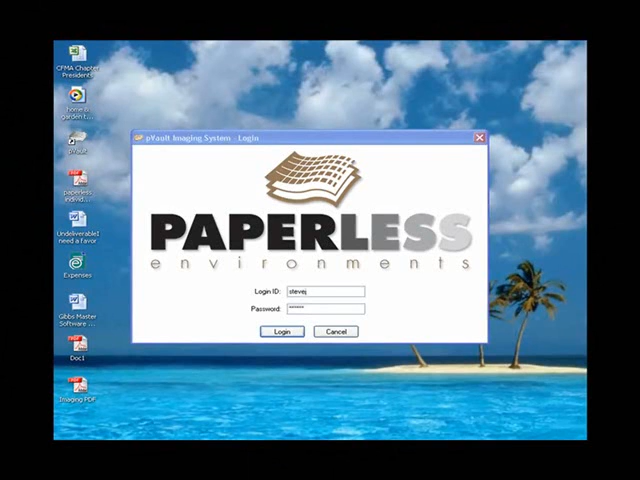 CFMA Chapter
Presidents
home &
garden t...
pVault
paperless
individ...
Undeliverable
need a favor
Expenses
Gibbs Master
Software ...
Doc1
Imaging PDF
pVault Imaging System - Login
PAPERLESS
environments
Login ID:
stevej
Password:
******
Login
Cancel